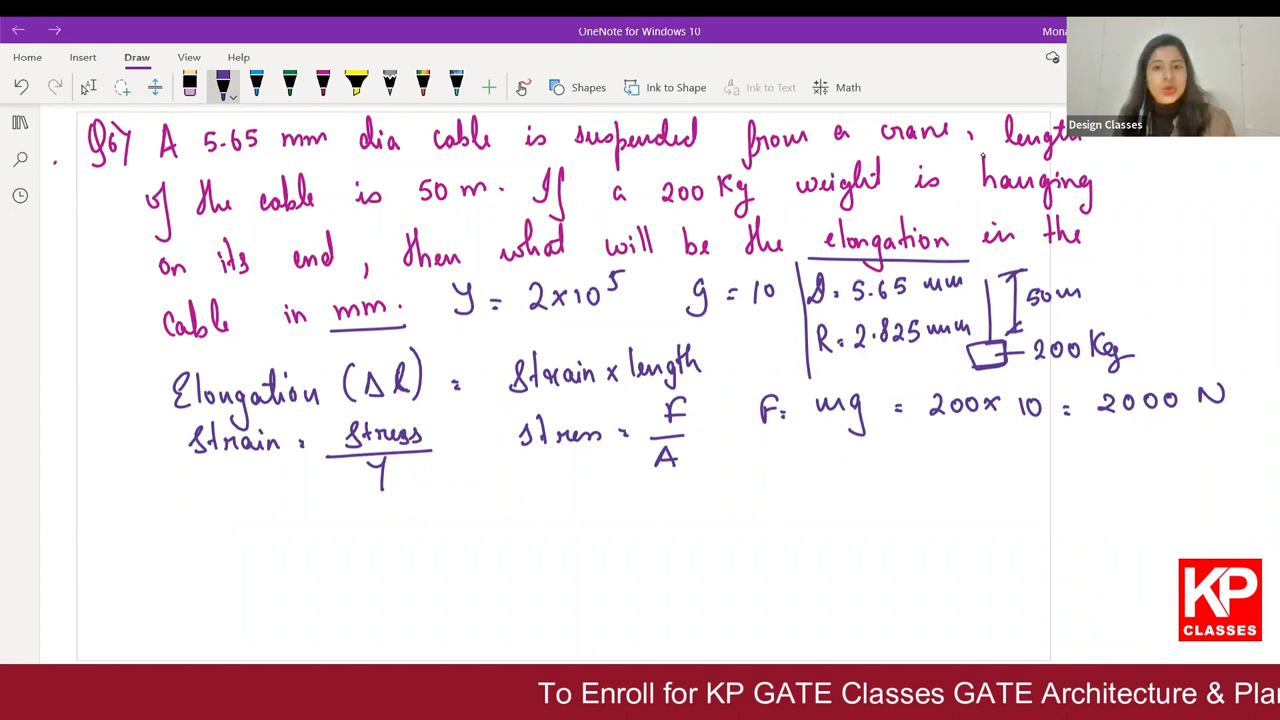 OneNote for Windows 10
Mona
Home Insert Draw View Help
Shapes Ink to Shape Ink to Text Math
Design Classes
Q6) A 5.65 mm dia cable is suspended from a crane, length
of the cable is 50 m. If a 200 Kg weight is hanging
on its end, then what will be the elongation in the
cable in mm. Y = 2×10⁵ g = 10
D = 5.65 mm
R = 2.825 mm
50m
200 Kg
Elongation (Δl) = Strain × length
Strain = Stress / Y
Stress = F / A
F = mg = 200 × 10 = 2000 N
KP
CLASSES
To Enroll for KP GATE Classes GATE Architecture & Pla